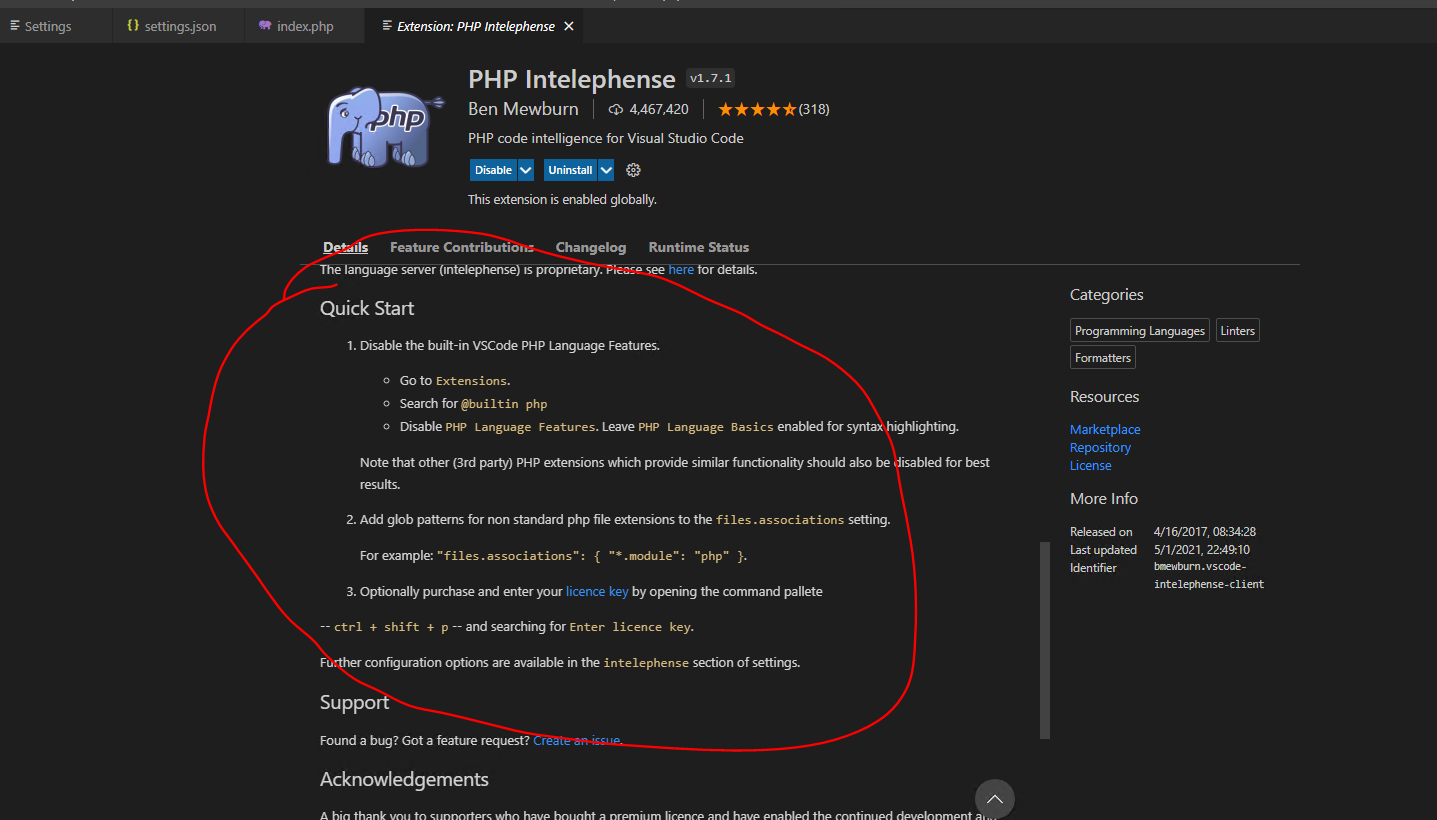 Settings
{} settings.json
index.php
Extension: PHP Intelephense
php
PHP Intelephense v1.7.1
Ben Mewburn 4,467,420 (318)
PHP code intelligence for Visual Studio Code
Disable Uninstall
This extension is enabled globally.
Details Feature Contributions Changelog Runtime Status
The language server (intelephense) is proprietary. Please see here for details.
Quick Start
1. Disable the built-in VSCode PHP Language Features.
Go to Extensions.
Search for @builtin php
Disable PHP Language Features. Leave PHP Language Basics enabled for syntax highlighting.
Note that other (3rd party) PHP extensions which provide similar functionality should also be disabled for best
results.
2. Add glob patterns for non standard php file extensions to the files.associations setting.
For example: "files.associations": { "*.module": "php" }.
3. Optionally purchase and enter your licence key by opening the command pallete
-- ctrl + shift + p -- and searching for Enter licence key.
Further configuration options are available in the intelephense section of settings.
Support
Found a bug? Got a feature request? Create an issue.
Acknowledgements
A big thank you to supporters who have bought a premium licence and have enabled the continued development and
Categories
Programming Languages Linters
Formatters
Resources
Marketplace
Repository
License
More Info
Released on 4/16/2017, 08:34:28
Last updated 5/1/2021, 22:49:10
Identifier bmewburn.vscode-
intelephense-client